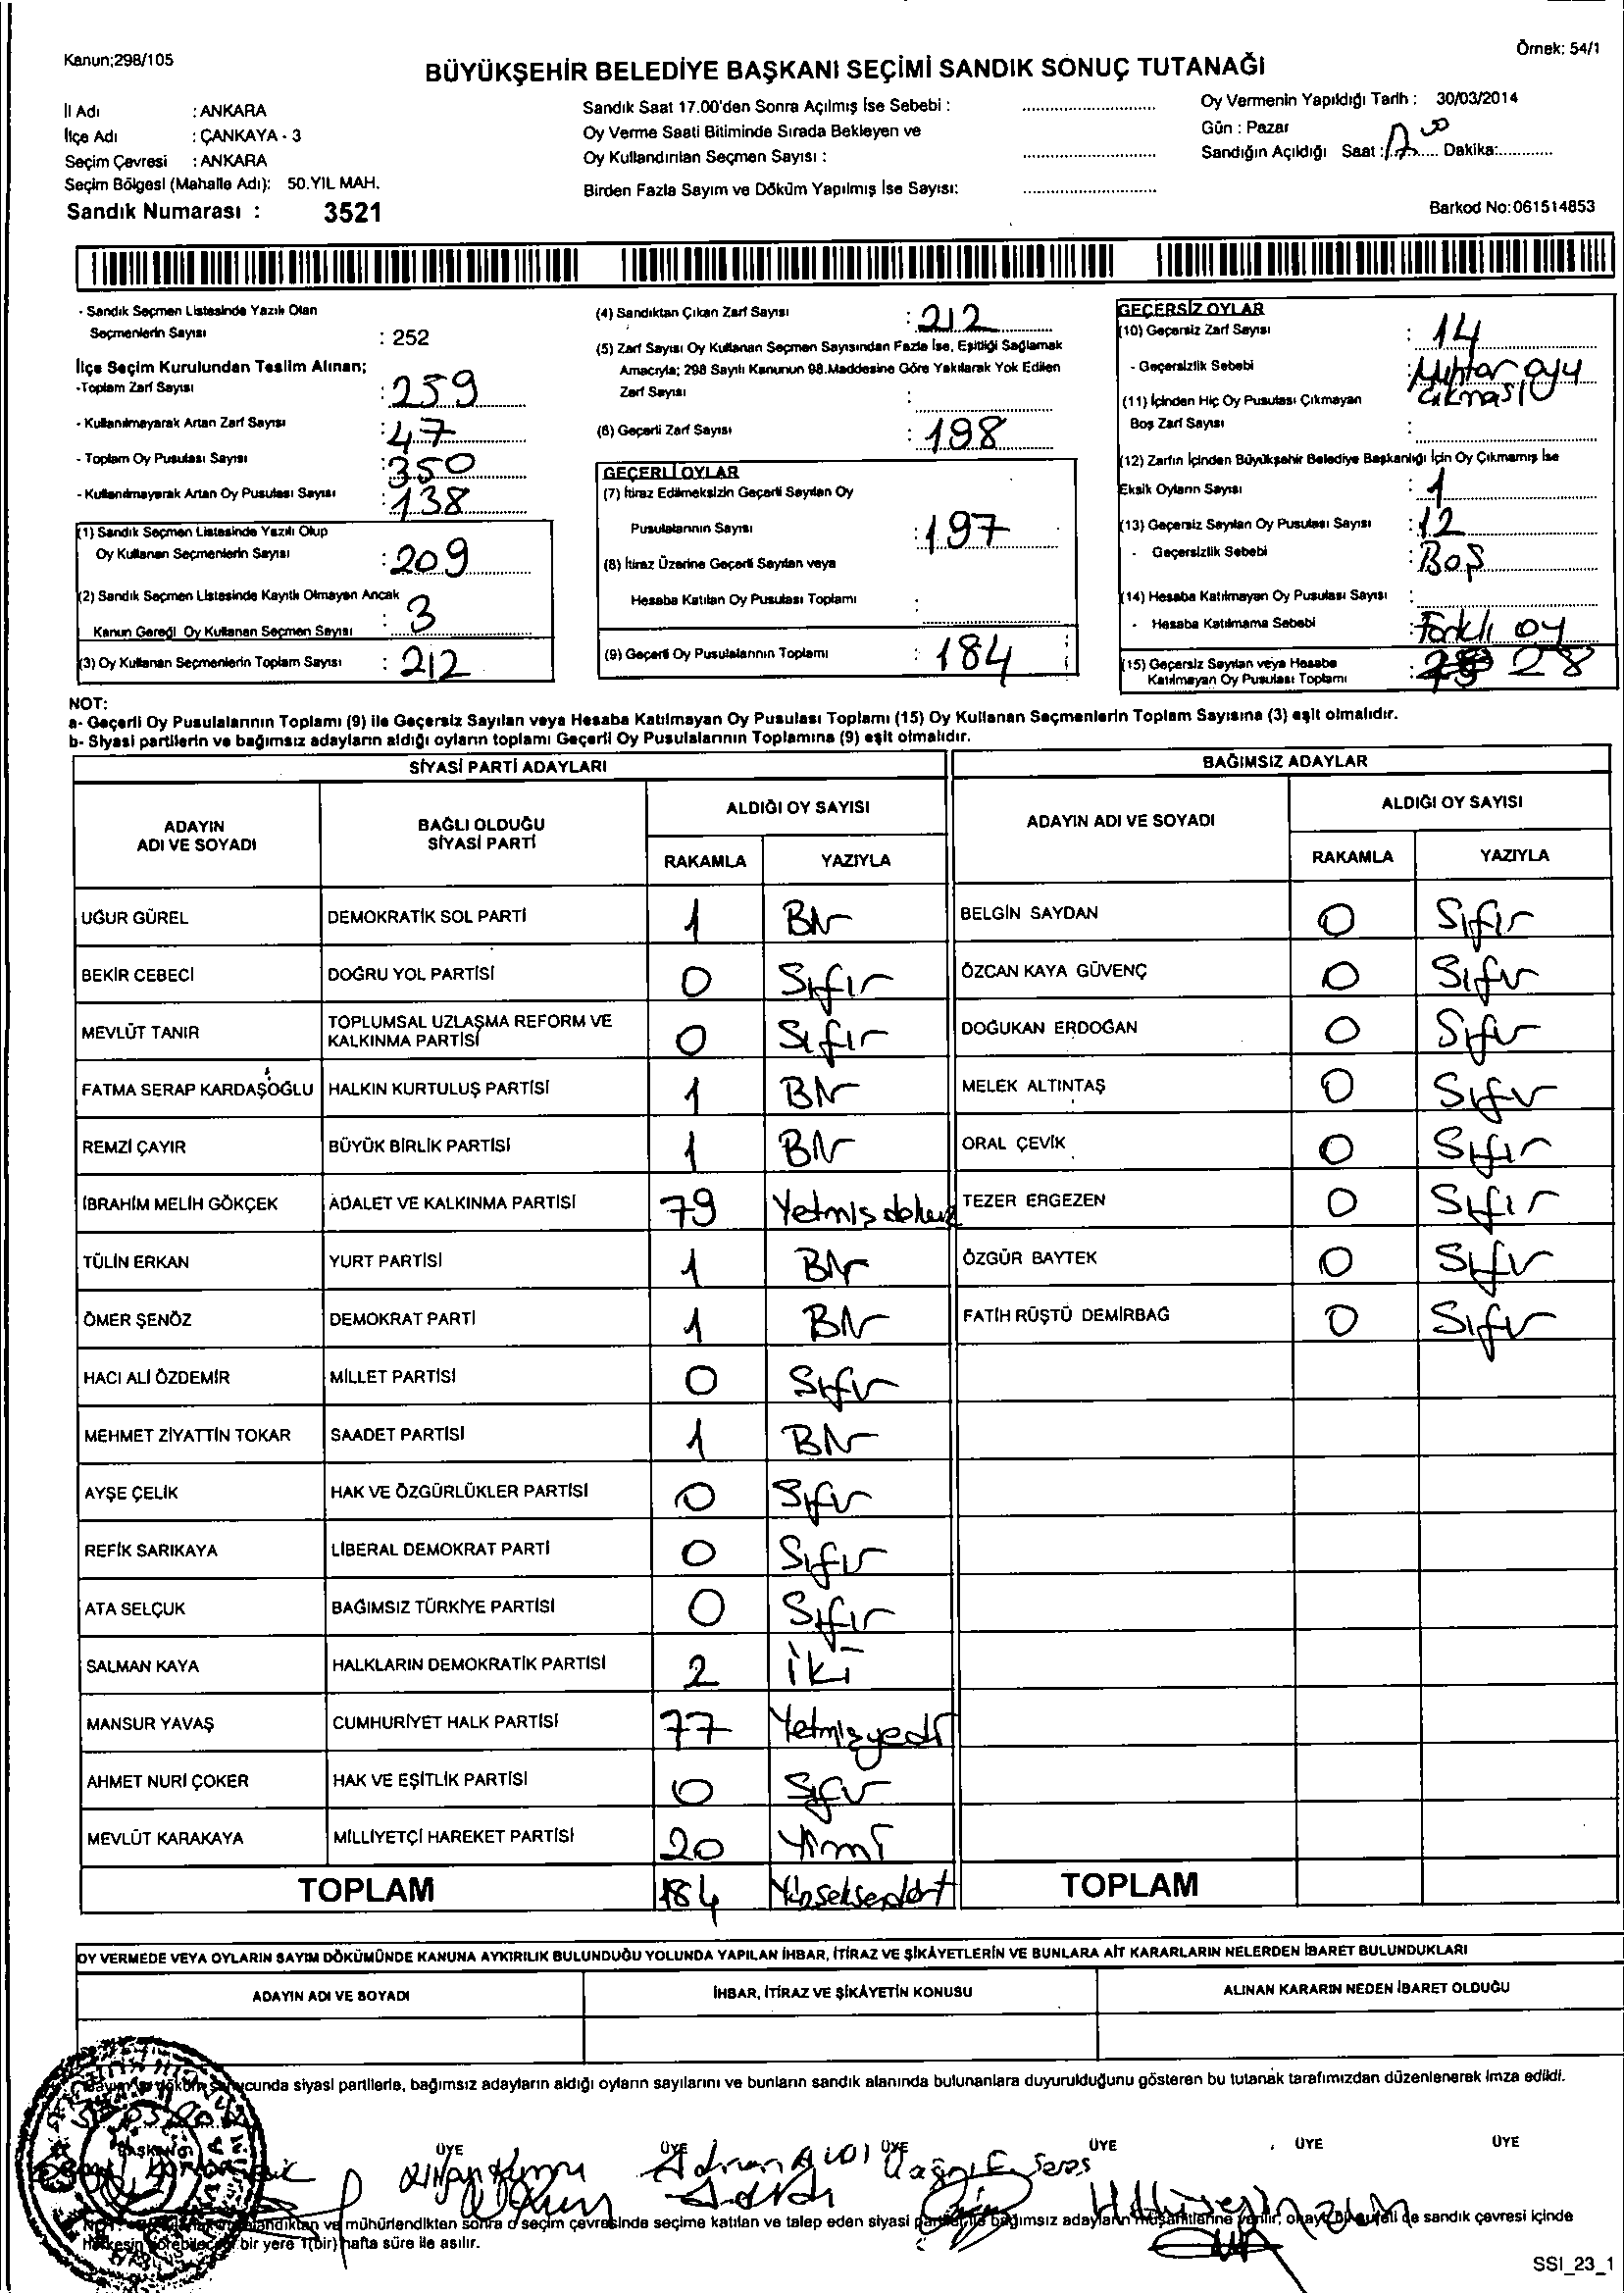 Kanun;298/105
Örnek: 54/1
BÜYÜKŞEHİR BELEDİYE BAŞKANI SEÇİMİ SANDIK SONUÇ TUTANAĞI
İl Adı : ANKARA
İlçe Adı : ÇANKAYA - 3
Seçim Çevresi : ANKARA
Seçim Bölgesi (Mahalle Adı): 50.YIL MAH.
Sandık Numarası : 3521
Sandık Saat 17.00'den Sonra Açılmış İse Sebebi :
Oy Verme Saati Bitiminde Sırada Bekleyen ve
Oy Kullandırılan Seçmen Sayısı :
Birden Fazla Sayım ve Döküm Yapılmış İse Sayısı:
Oy Vermenin Yapıldığı Tarih : 30/03/2014
Gün : Pazar
Sandığın Açıldığı Saat : 17 00 Dakika:
Barkod No:061514853
- Sandık Seçmen Listesinde Yazılı Olan
Seçmenlerin Sayısı : 252
İlçe Seçim Kurulundan Teslim Alınan;
-Toplam Zarf Sayısı : 259
- Kullanılmayarak Artan Zarf Sayısı : 47
- Toplam Oy Pusulası Sayısı : 350
- Kullanılmayarak Artan Oy Pusulası Sayısı : 138
(1) Sandık Seçmen Listesinde Yazılı Olup
Oy Kullanan Seçmenlerin Sayısı : 209
(2) Sandık Seçmen Listesinde Kayıtlı Olmayan Ancak
Kanun Gereği Oy Kullanan Seçmen Sayısı : 3
(3) Oy Kullanan Seçmenlerin Toplam Sayısı : 212
(4) Sandıktan Çıkan Zarf Sayısı : 212
(5) Zarf Sayısı Oy Kullanan Seçmen Sayısından Fazla İse, Eşitliği Sağlamak
Amacıyla; 298 Sayılı Kanunun 98.Maddesine Göre Yakılarak Yok Edilen
Zarf Sayısı :
(6) Geçerli Zarf Sayısı : 198
GEÇERLİ OYLAR
(7) İtiraz Edilmeksizin Geçerli Sayılan Oy
Pusulalarının Sayısı : 197
(8) İtiraz Üzerine Geçerli Sayılan veya
Hesaba Katılan Oy Pusulası Toplamı :
(9) Geçerli Oy Pusulalarının Toplamı : 184
GEÇERSİZ OYLAR
(10) Geçersiz Zarf Sayısı : 14
- Geçersizlik Sebebi Muhtar oyu
çıkması
(11) İçinden Hiç Oy Pusulası Çıkmayan
Boş Zarf Sayısı :
(12) Zarfın İçinden Büyükşehir Belediye Başkanlığı İçin Oy Çıkmamış İse
Eksik Oyların Sayısı : 1
(13) Geçersiz Sayılan Oy Pusulası Sayısı : 12
- Geçersizlik Sebebi : Boş
(14) Hesaba Katılmayan Oy Pusulası Sayısı :
- Hesaba Katılmama Sebebi : Farklı oy
(15) Geçersiz Sayılan veya Hesaba
Katılmayan Oy Pusulası Toplamı : 28
NOT:
a- Geçerli Oy Pusulalarının Toplamı (9) ile Geçersiz Sayılan veya Hesaba Katılmayan Oy Pusulası Toplamı (15) Oy Kullanan Seçmenlerin Toplam Sayısına (3) eşit olmalıdır.
b- Siyasi partilerin ve bağımsız adayların aldığı oyların toplamı Geçerli Oy Pusulalarının Toplamına (9) eşit olmalıdır.
SİYASİ PARTİ ADAYLARI
BAĞIMSIZ ADAYLAR
ADAYIN
ADI VE SOYADI
BAĞLI OLDUĞU
SİYASİ PARTİ
ALDIĞI OY SAYISI
RAKAMLA YAZIYLA
ADAYIN ADI VE SOYADI
ALDIĞI OY SAYISI
RAKAMLA YAZIYLA
UĞUR GÜREL DEMOKRATİK SOL PARTİ 1 Bir BELGİN SAYDAN 0 Sıfır
BEKİR CEBECİ DOĞRU YOL PARTİSİ 0 Sıfır ÖZCAN KAYA GÜVENÇ 0 Sıfır
MEVLÜT TANIR TOPLUMSAL UZLAŞMA REFORM VE
KALKINMA PARTİSİ 0 Sıfır DOĞUKAN ERDOĞAN 0 Sıfır
FATMA SERAP KARDAŞOĞLU HALKIN KURTULUŞ PARTİSİ 1 Bir MELEK ALTINTAŞ 0 Sıfır
REMZİ ÇAYIR BÜYÜK BİRLİK PARTİSİ 1 Bir ORAL ÇEVİK 0 Sıfır
İBRAHİM MELİH GÖKÇEK ADALET VE KALKINMA PARTİSİ 79 Yetmiş dokuz TEZER ERGEZEN 0 Sıfır
TÜLİN ERKAN YURT PARTİSİ 1 Bir ÖZGÜR BAYTEK 0 Sıfır
ÖMER ŞENÖZ DEMOKRAT PARTİ 1 Bir FATİH RÜŞTÜ DEMİRBAĞ 0 Sıfır
HACI ALİ ÖZDEMİR MİLLET PARTİSİ 0 Sıfır
MEHMET ZİYATTİN TOKAR SAADET PARTİSİ 1 Bir
AYŞE ÇELİK HAK VE ÖZGÜRLÜKLER PARTİSİ 0 Sıfır
REFİK SARIKAYA LİBERAL DEMOKRAT PARTİ 0 Sıfır
ATA SELÇUK BAĞIMSIZ TÜRKİYE PARTİSİ 0 Sıfır
SALMAN KAYA HALKLARIN DEMOKRATİK PARTİSİ 2 İki
MANSUR YAVAŞ CUMHURİYET HALK PARTİSİ 77 Yetmişyedi
AHMET NURİ ÇOKER HAK VE EŞİTLİK PARTİSİ 0 Sıfır
MEVLÜT KARAKAYA MİLLİYETÇİ HAREKET PARTİSİ 20 Yirmi
TOPLAM 184 Yüzseksendört TOPLAM
OY VERMEDE VEYA OYLARIN SAYIM DÖKÜMÜNDE KANUNA AYKIRILIK BULUNDUĞU YOLUNDA YAPILAN İHBAR, İTİRAZ VE ŞİKÂYETLERİN VE BUNLARA AİT KARARLARIN NELERDEN İBARET BULUNDUKLARI
ADAYIN ADI VE SOYADI İHBAR, İTİRAZ VE ŞİKÂYETİN KONUSU ALINAN KARARIN NEDEN İBARET OLDUĞU
siyasi partilerle, bağımsız adayların aldığı oyların sayılarını ve bunların sandık alanında bulunanlara duyurulduğunu gösteren bu tutanak tarafımızdan düzenlenerek imza edildi.
BAŞKAN ÜYE ÜYE ÜYE ÜYE ÜYE ÜYE
ve mühürlendikten sonra o seçim çevresinde seçime katılan ve talep eden siyasi bağımsız adayların müşahitlerine verilir, de sandık çevresi içinde
bir yere 1(bir) hafta süre ile asılır.
SSI_23_1